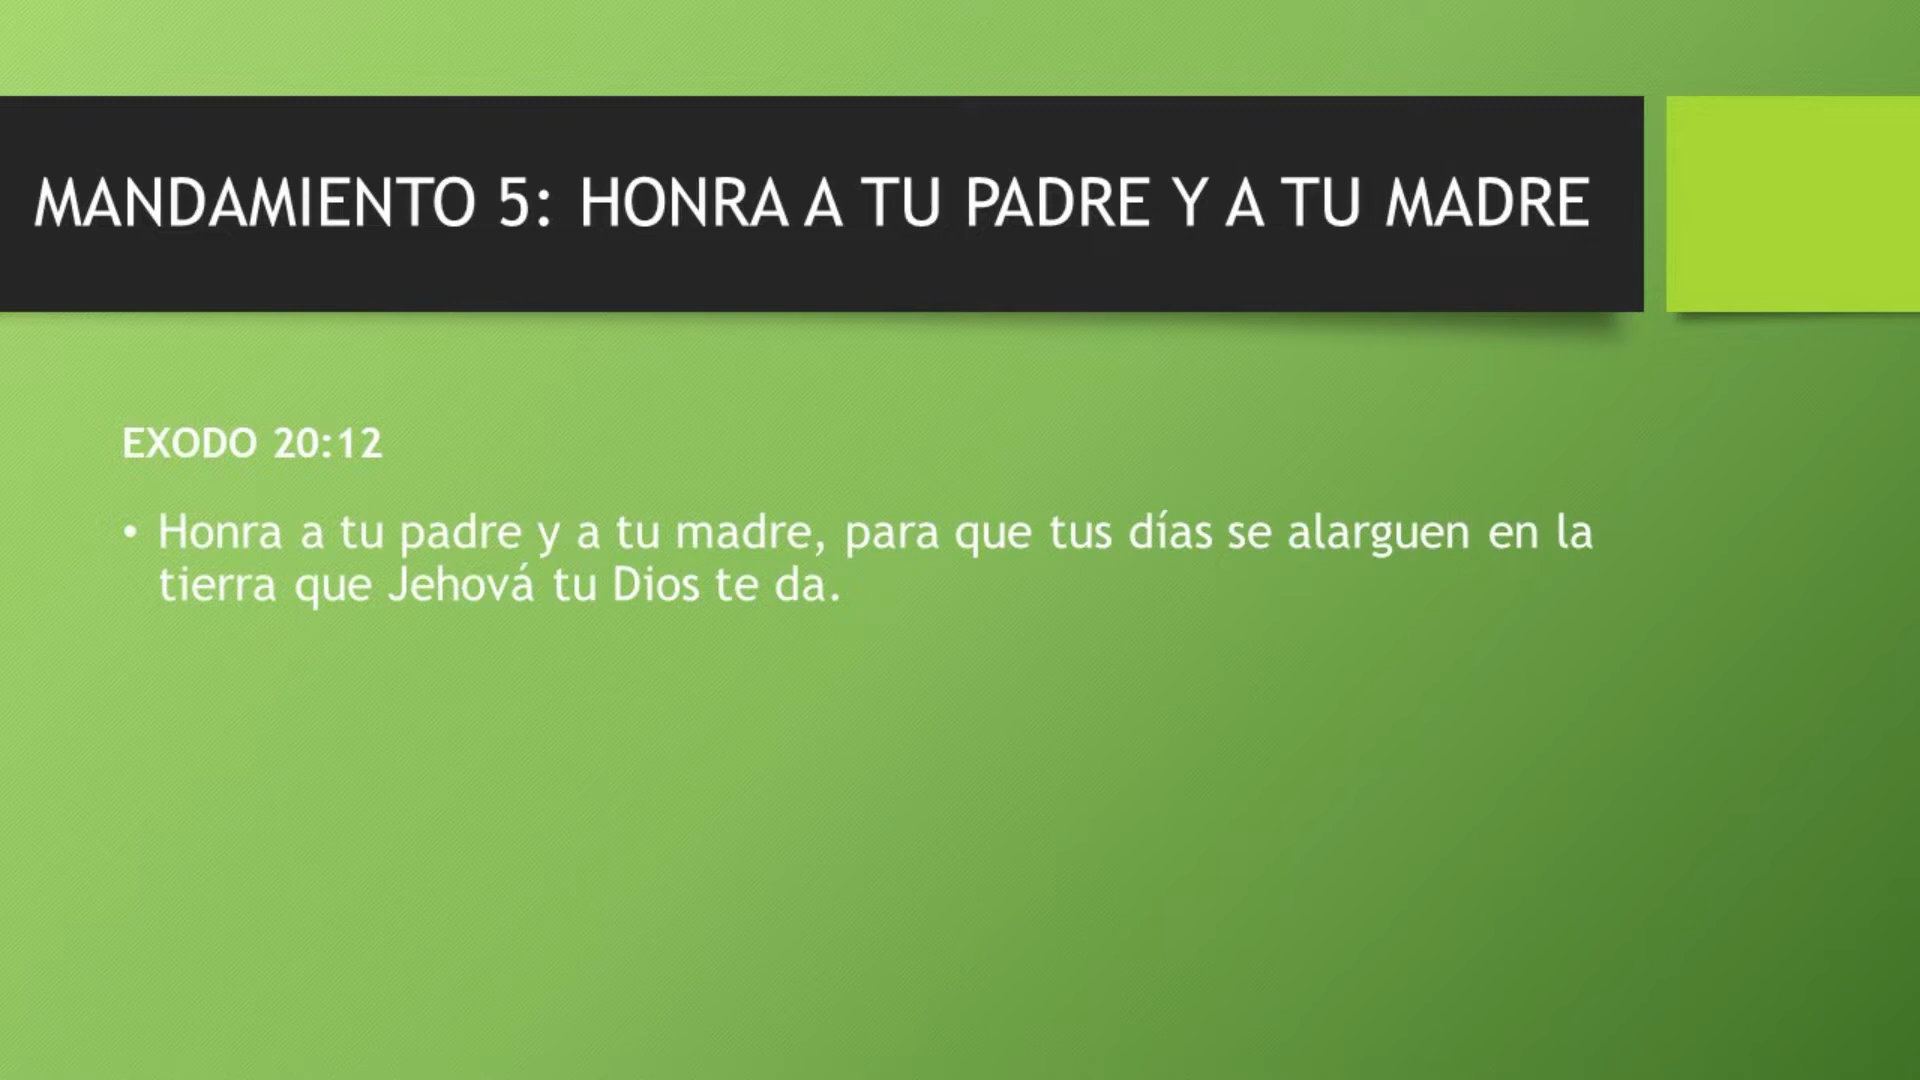 MANDAMIENTO 5: HONRA A TU PADRE Y A TU MADRE
EXODO 20:12
• Honra a tu padre y a tu madre, para que tus días se alarguen en la
tierra que Jehová tu Dios te da.